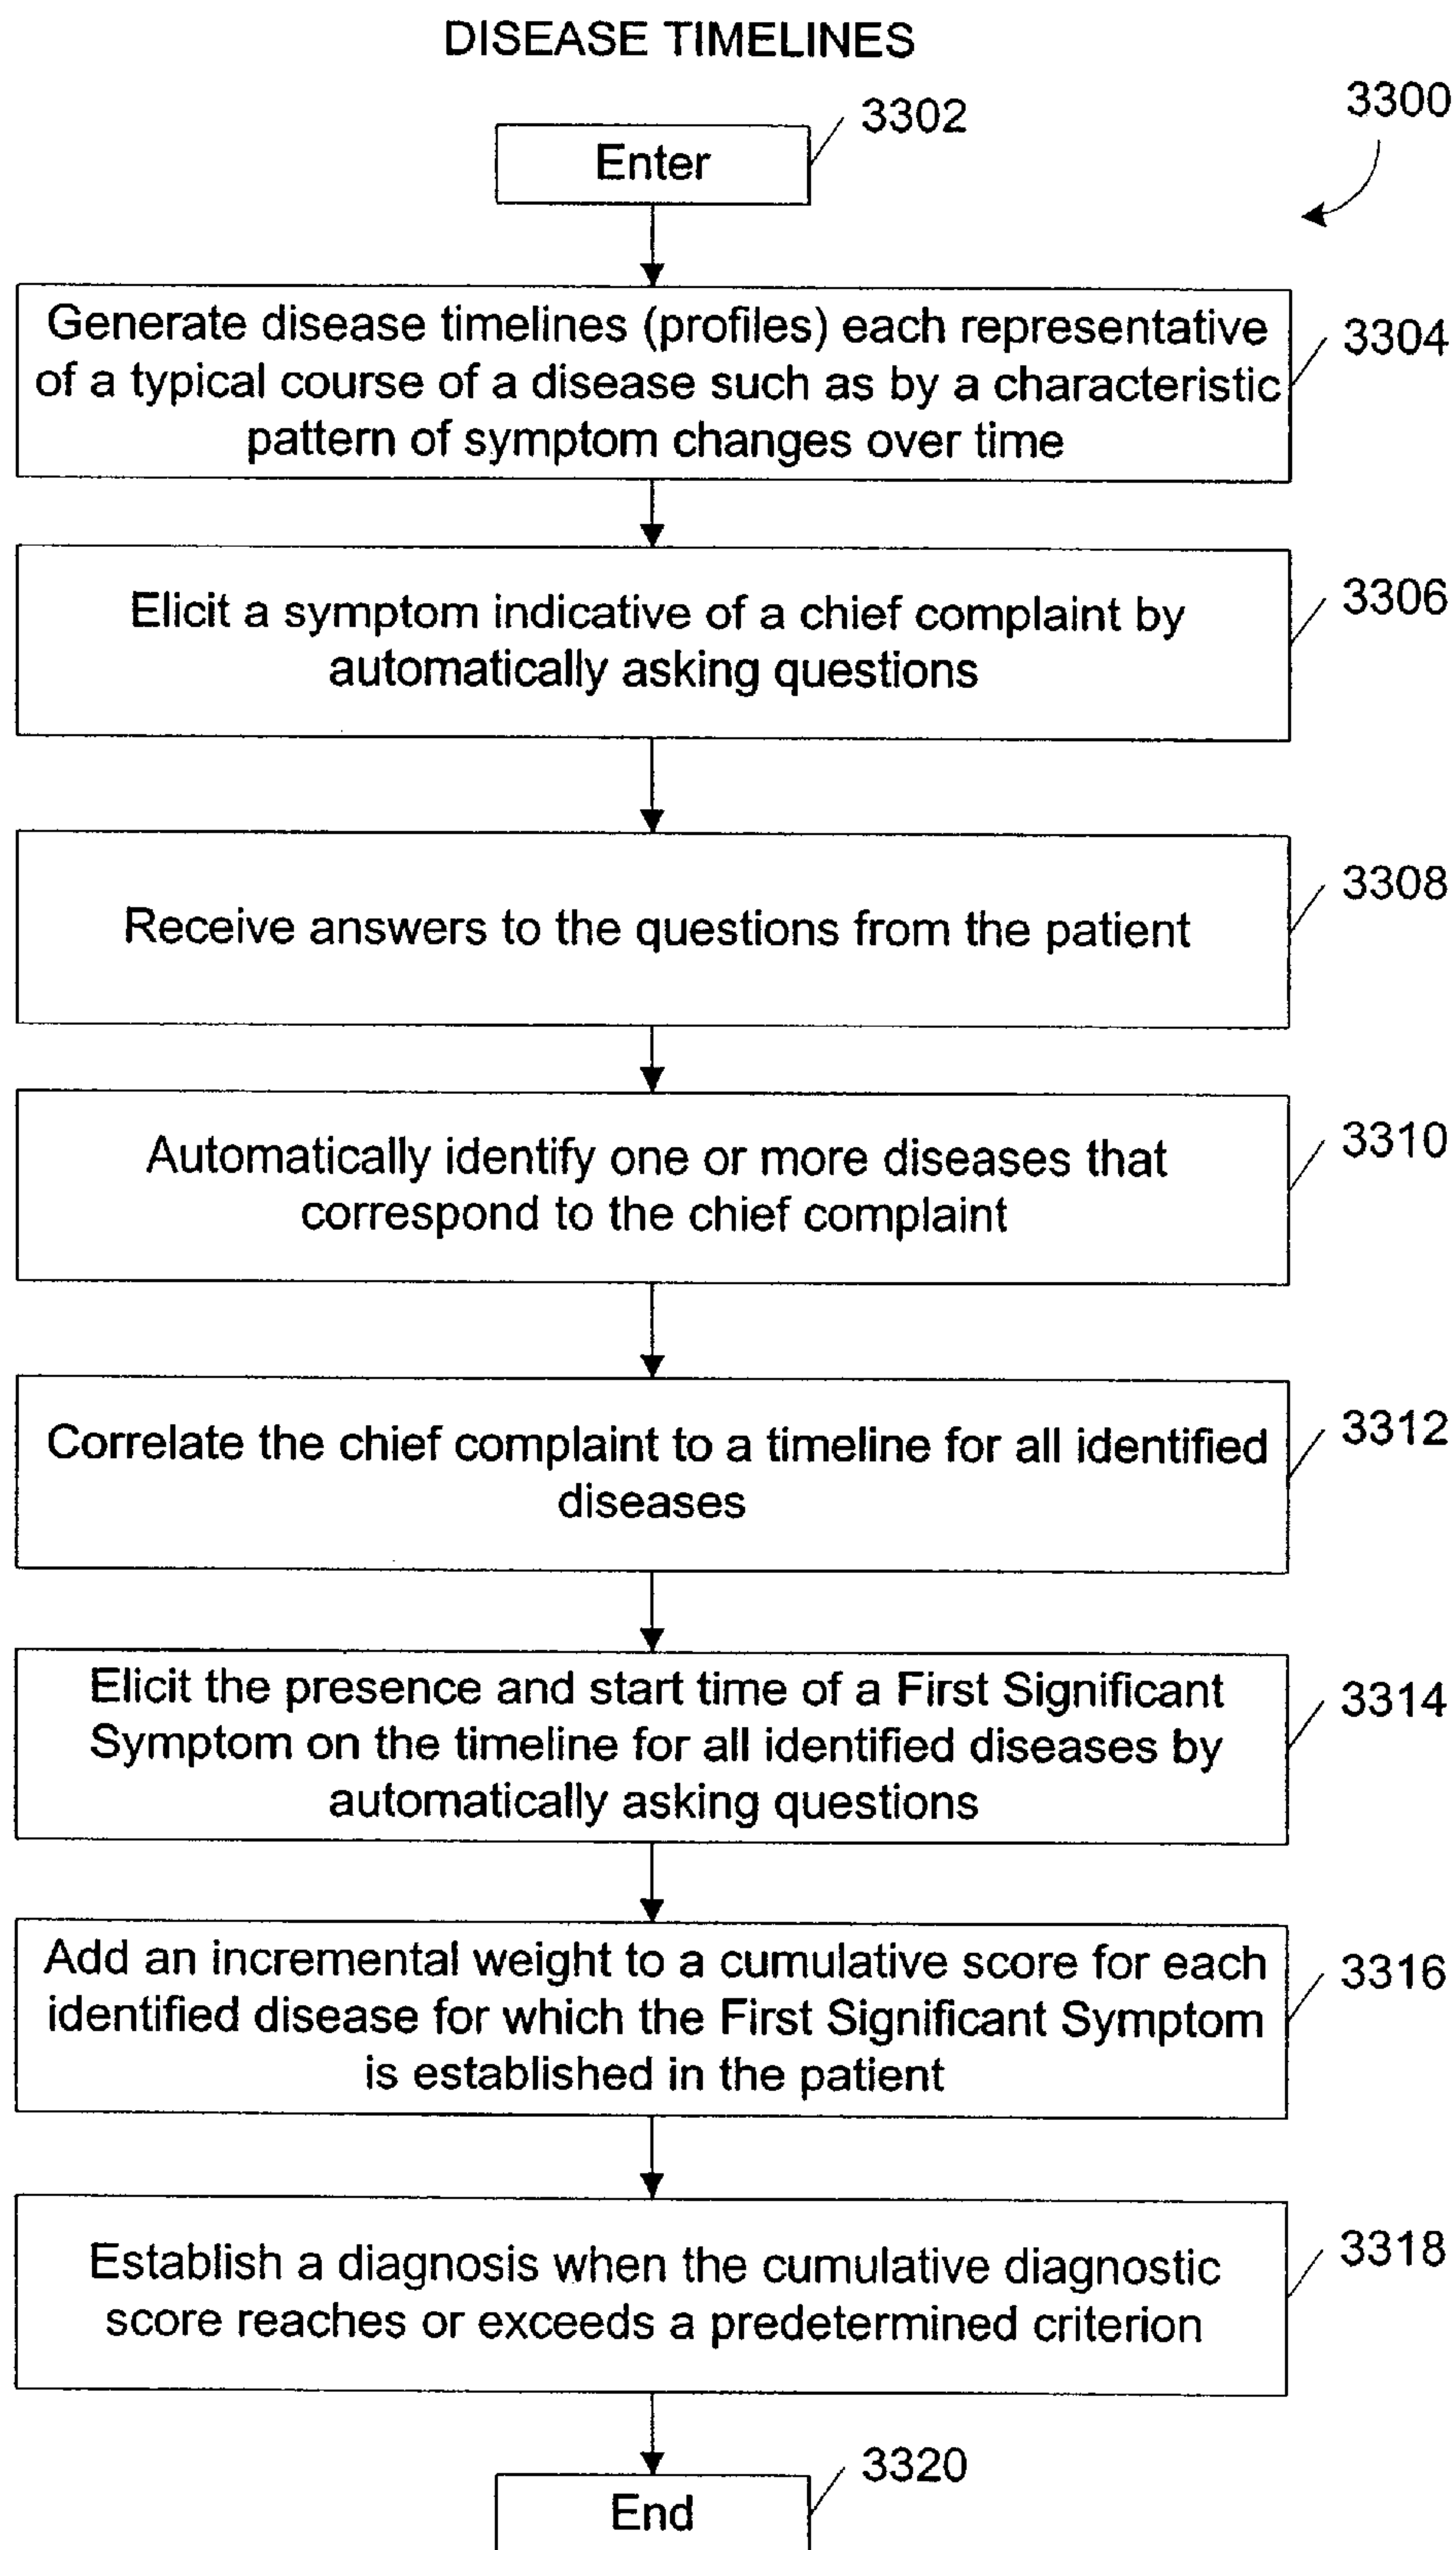 DISEASE TIMELINES
3302
3300
Enter
Generate disease timelines (profiles) each representative
of a typical course of a disease such as by a characteristic
pattern of symptom changes over time
3304
Elicit a symptom indicative of a chief complaint by
automatically asking questions
3306
Receive answers to the questions from the patient
3308
Automatically identify one or more diseases that
correspond to the chief complaint
3310
Correlate the chief complaint to a timeline for all identified
diseases
3312
Elicit the presence and start time of a First Significant
Symptom on the timeline for all identified diseases by
automatically asking questions
3314
Add an incremental weight to a cumulative score for each
identified disease for which the First Significant Symptom
is established in the patient
3316
Establish a diagnosis when the cumulative diagnostic
score reaches or exceeds a predetermined criterion
3318
3320
End